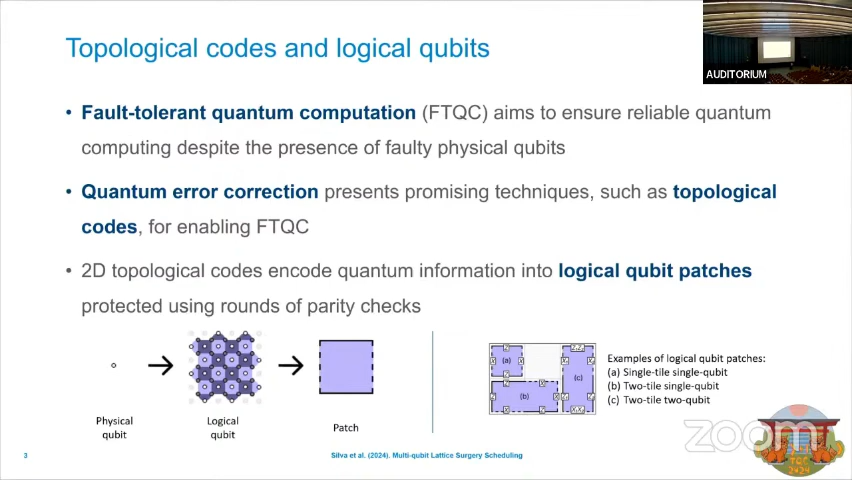 Topological codes and logical qubits
AUDITORIUM
• Fault-tolerant quantum computation (FTQC) aims to ensure reliable quantum
computing despite the presence of faulty physical qubits
• Quantum error correction presents promising techniques, such as topological
codes, for enabling FTQC
• 2D topological codes encode quantum information into logical qubit patches
protected using rounds of parity checks
Physical
qubit
Logical
qubit
Patch
(a)
(b)
(c)
Examples of logical qubit patches:
(a) Single-tile single-qubit
(b) Two-tile single-qubit
(c) Two-tile two-qubit
zoom
TQC
2024
3
Silva et al. (2024). Multi-qubit Lattice Surgery Scheduling